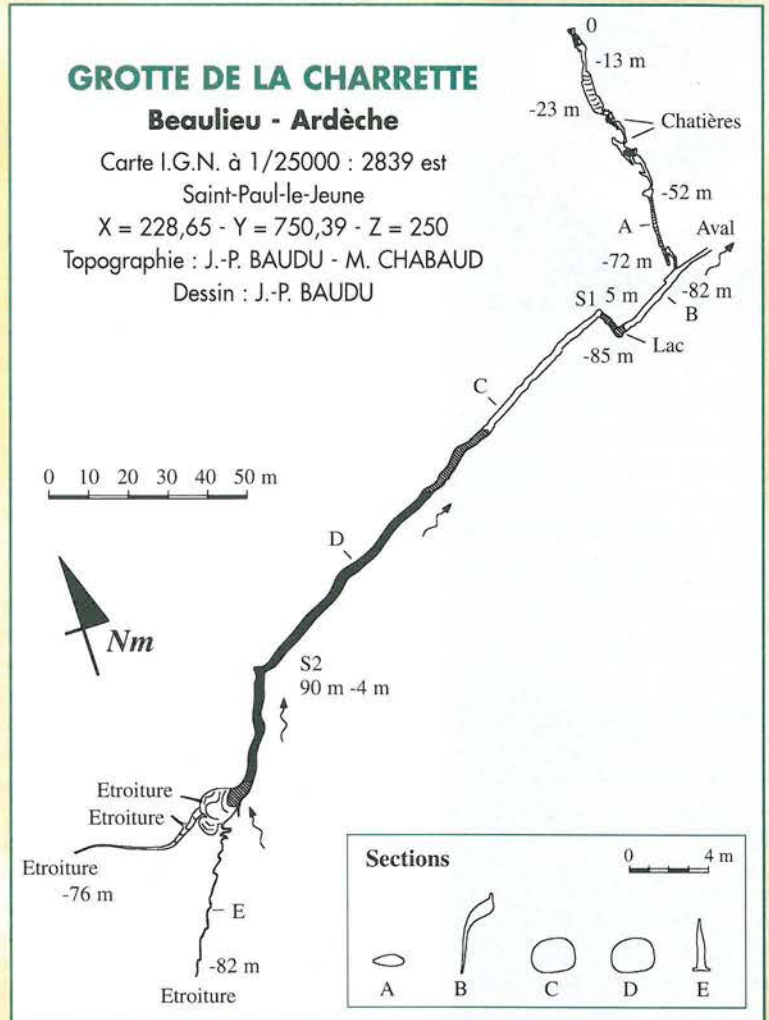 GROTTE DE LA CHARRETTE
Beaulieu - Ardèche
Carte I.G.N. à 1/25000 : 2839 est
Saint-Paul-le-Jeune
X = 228,65 - Y = 750,39 - Z = 250
Topographie : J.-P. BAUDU - M. CHABAUD
Dessin : J.-P. BAUDU
0
-13 m
-23 m
Chatières
-52 m
A
Aval
-72 m
-82 m
S1 5 m
B
Lac
-85 m
C
0 10 20 30 40 50 m
D
Nm
S2
90 m -4 m
Etroiture
Etroiture
Etroiture
-76 m
E
-82 m
Etroiture
Sections
0 4 m
A B C D E